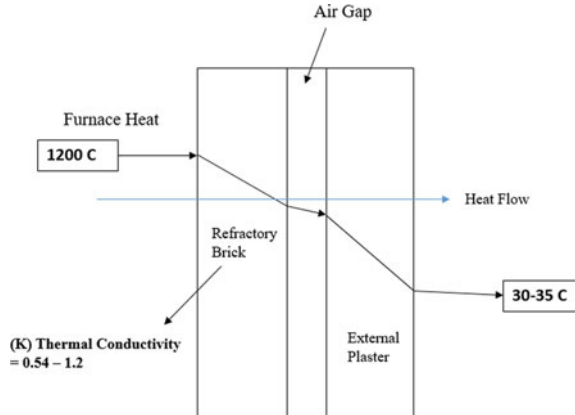 Air Gap
Furnace Heat
1200 C
Heat Flow
Refractory
Brick
30-35 C
(K) Thermal Conductivity
= 0.54 – 1.2
External
Plaster